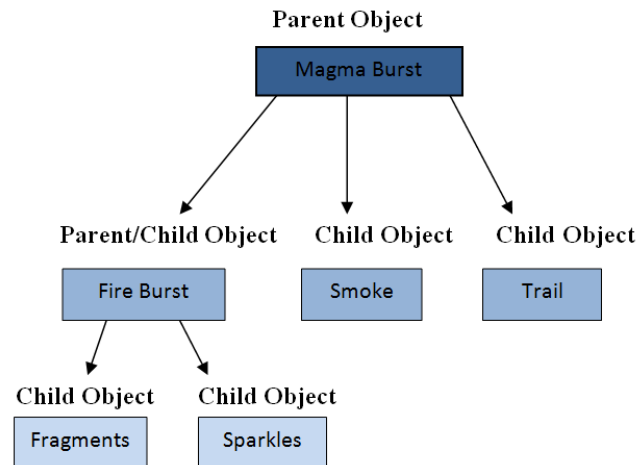 Parent Object
Magma Burst
Parent/Child Object
Child Object
Child Object
Fire Burst
Smoke
Trail
Child Object
Child Object
Fragments
Sparkles